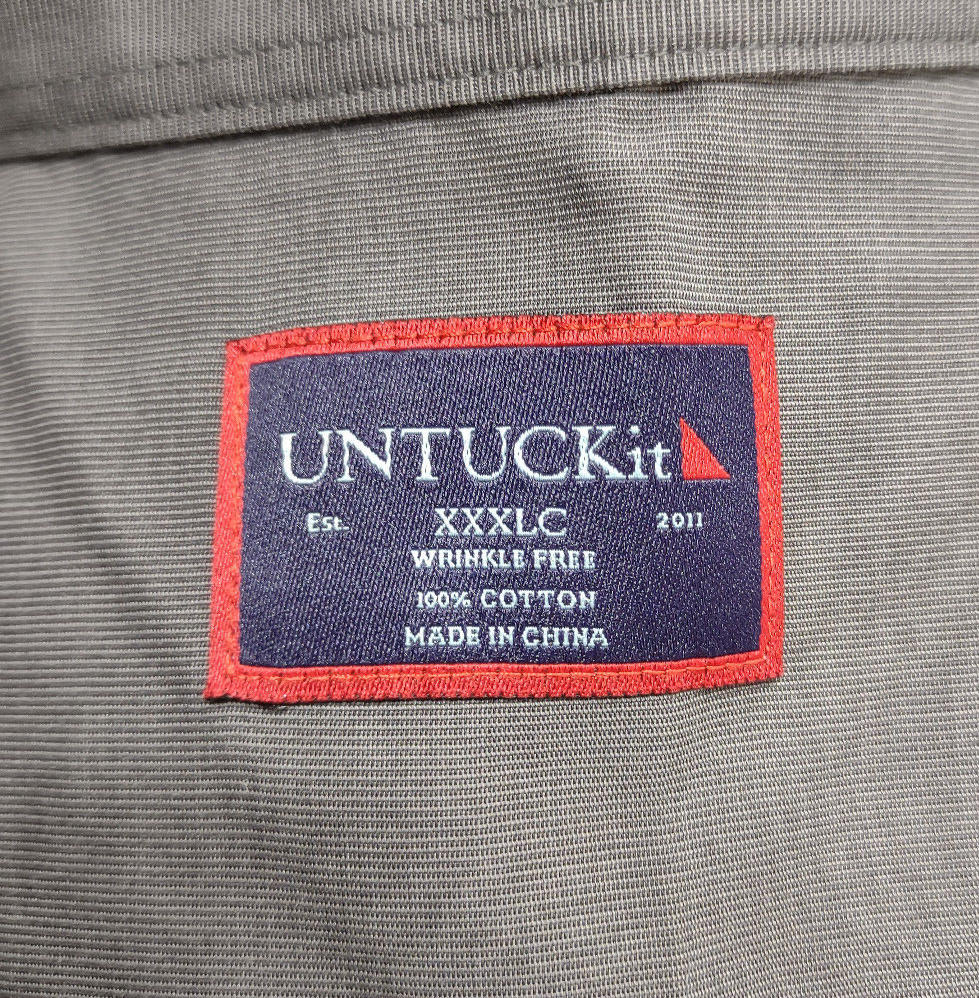 UNTUCKit
Est. XXXLC 2011
WRINKLE FREE
100% COTTON
MADE IN CHINA